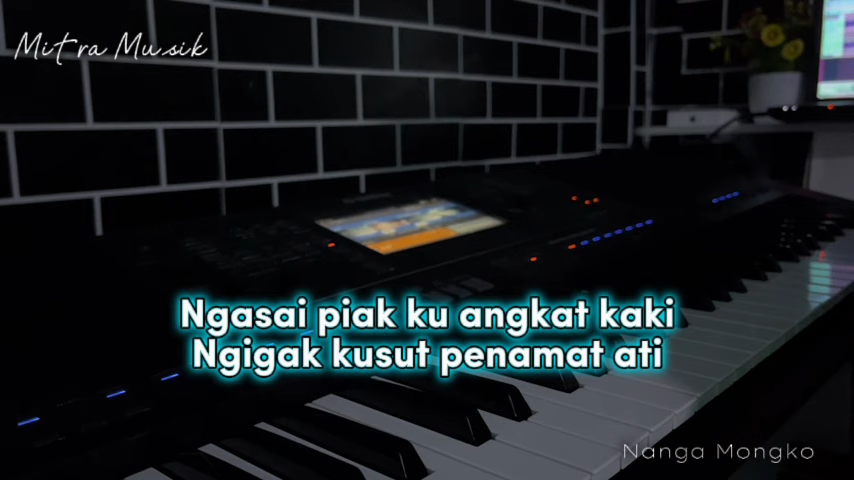 Mitra Musik
Ngasai piak ku angkat kaki
Ngigak kusut penamat ati
Nanga Mongko